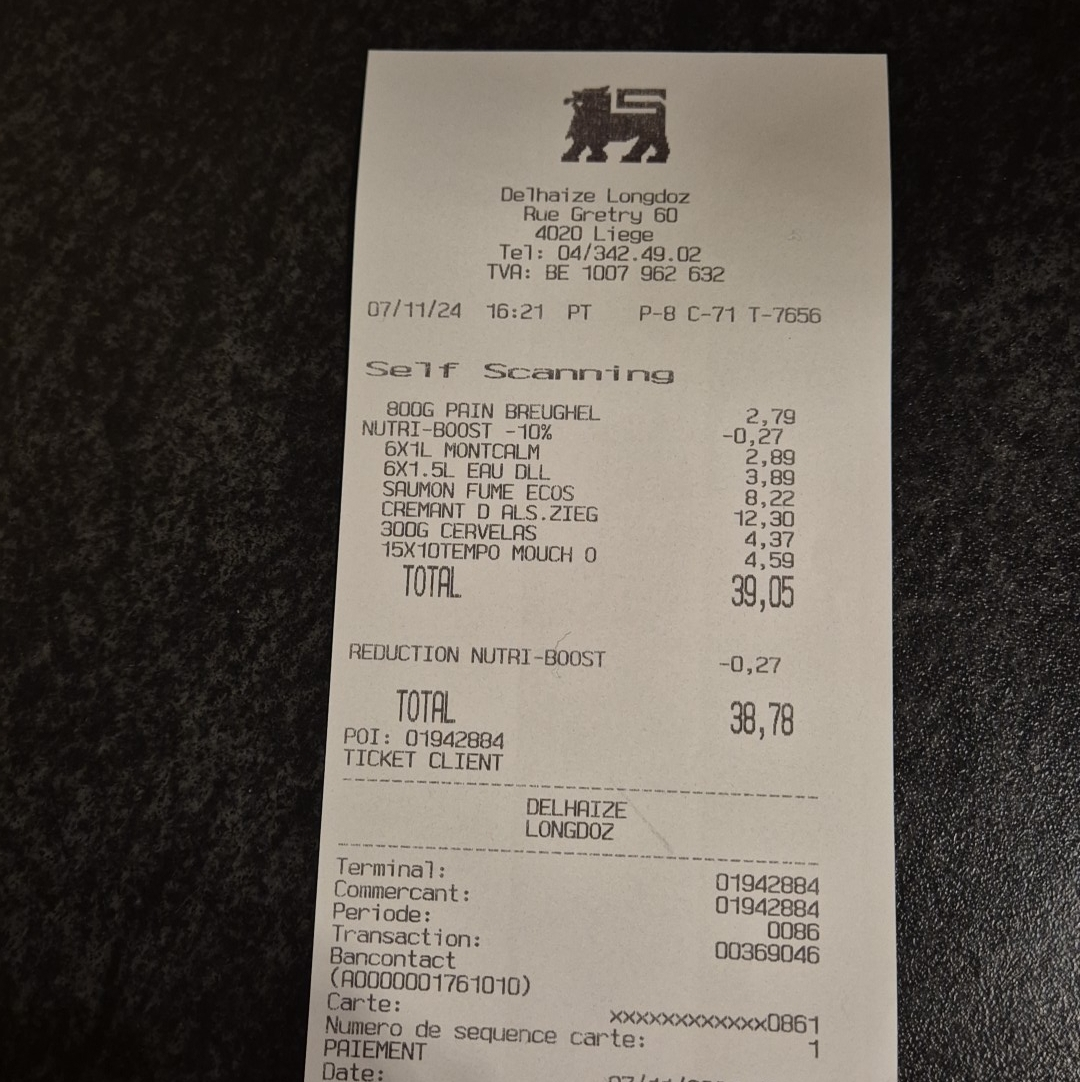 Delhaize Longdoz
Rue Gretry 60
4020 Liege
Tel: 04/342.49.02
TVA: BE 1007 962 632
07/11/24 16:21 PT P-8 C-71 T-7656
Self Scanning
800G PAIN BREUGHEL 2,79
NUTRI-BOOST -10% -0,27
6X1L MONTCALM 2,89
6X1.5L EAU DLL 3,89
SAUMON FUME ECOS 8,22
CREMANT D ALS.ZIEG 12,30
300G CERVELAS 4,37
15X10TEMPO MOUCH O 4,59
TOTAL 39,05
REDUCTION NUTRI-BOOST -0,27
TOTAL 38,78
POI: 01942884
TICKET CLIENT
DELHAIZE
LONGDOZ
Terminal: 01942884
Commercant: 01942884
Periode: 0086
Transaction: 00369046
Bancontact
(A0000001761010)
Carte: xxxxxxxxxxxxx0861
Numero de sequence carte: 1
PAIEMENT
Date: